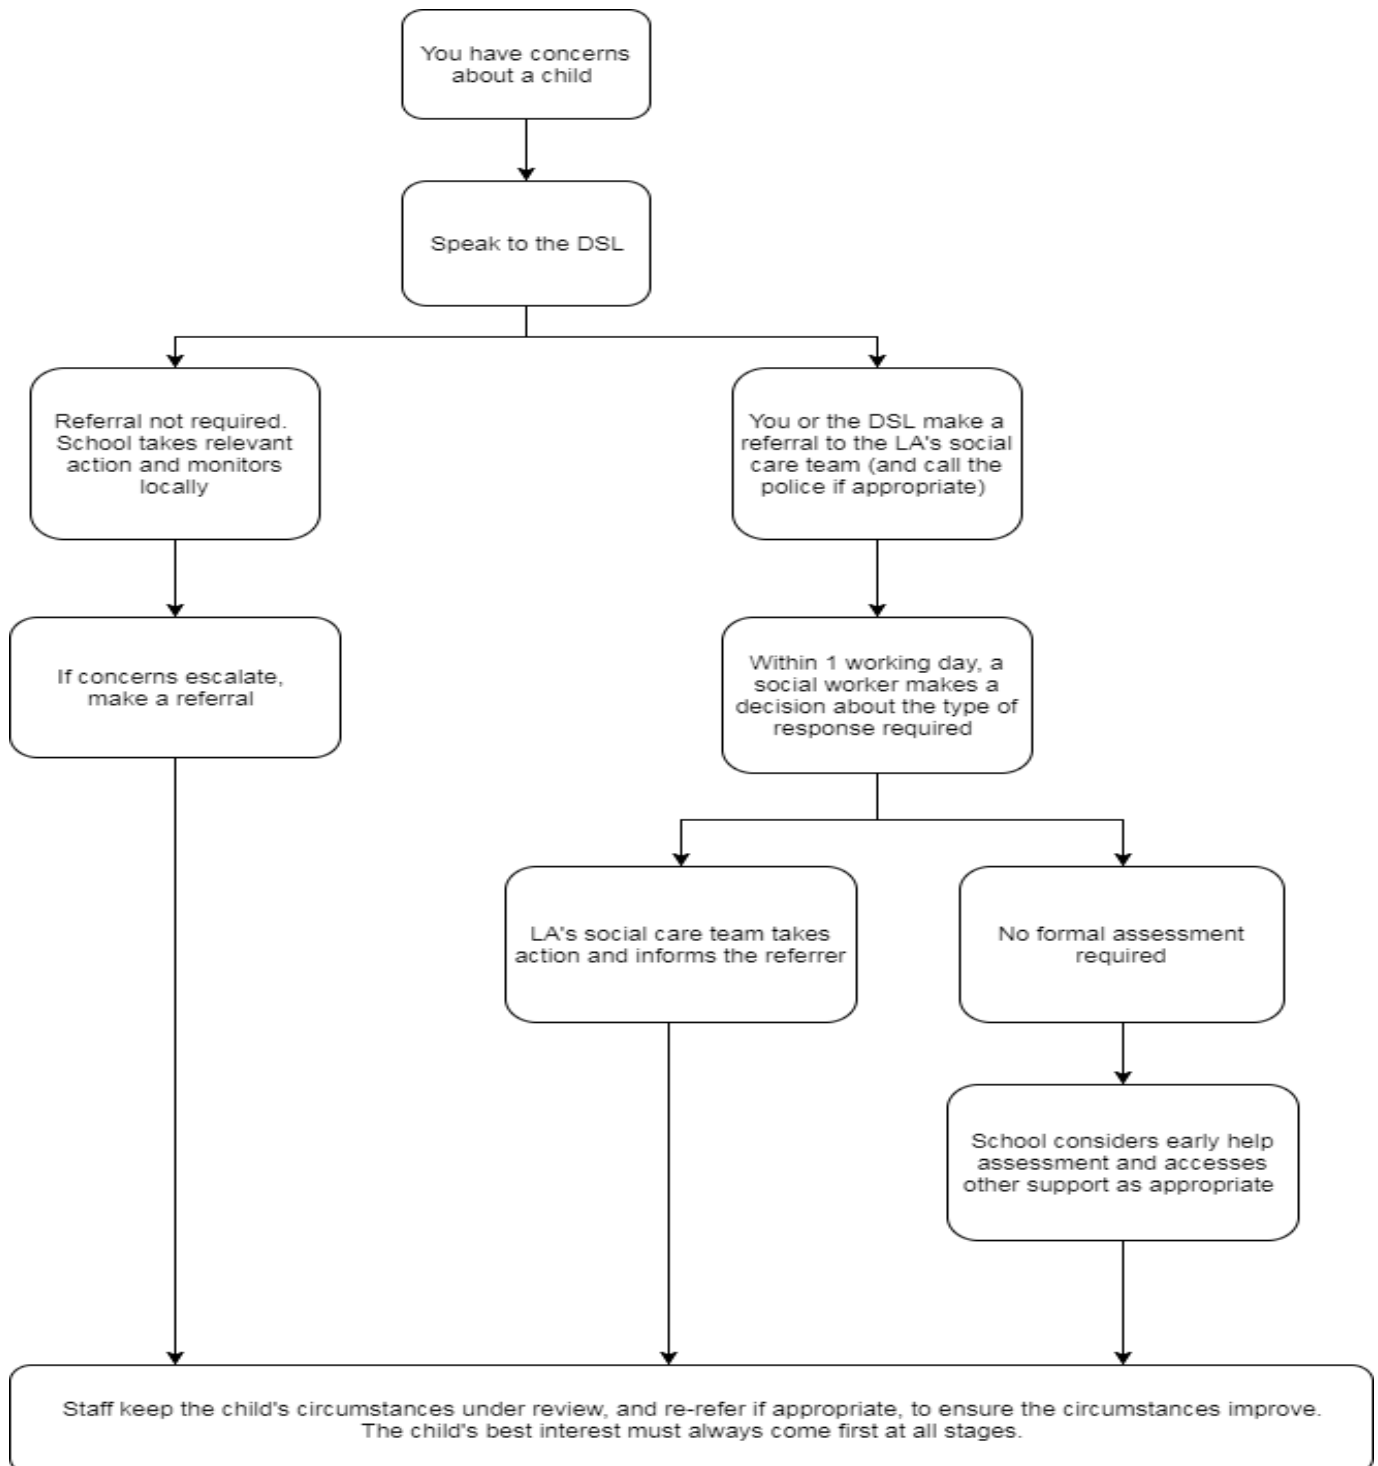 You have concerns
about a child
Speak to the DSL
Referral not required.
School takes relevant
action and monitors
locally
You or the DSL make a
referral to the LA's social
care team (and call the
police if appropriate)
If concerns escalate,
make a referral
Within 1 working day, a
social worker makes a
decision about the type of
response required
LA's social care team takes
action and informs the referrer
No formal assessment
required
School considers early help
assessment and accesses
other support as appropriate
Staff keep the child's circumstances under review, and re-refer if appropriate, to ensure the circumstances improve.
The child's best interest must always come first at all stages.